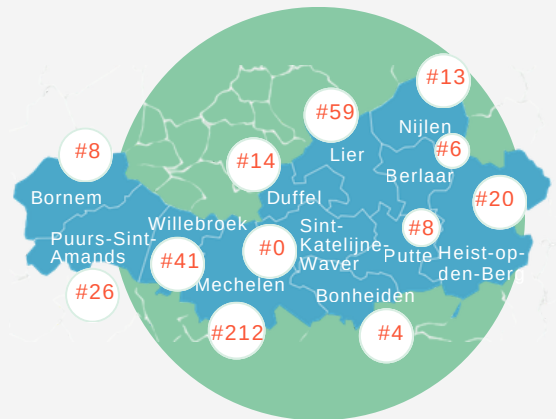 #13
#59
Nijlen
#8
#14
Lier
#6
Berlaar
Bornem
Duffel
#20
Willebroek
Sint-
Katelijne-
Waver
#8
Puurs-Sint-
Amands
#41
#0
Putte
Heist-op-
den-Berg
Mechelen
#26
Bonheiden
#212
#4